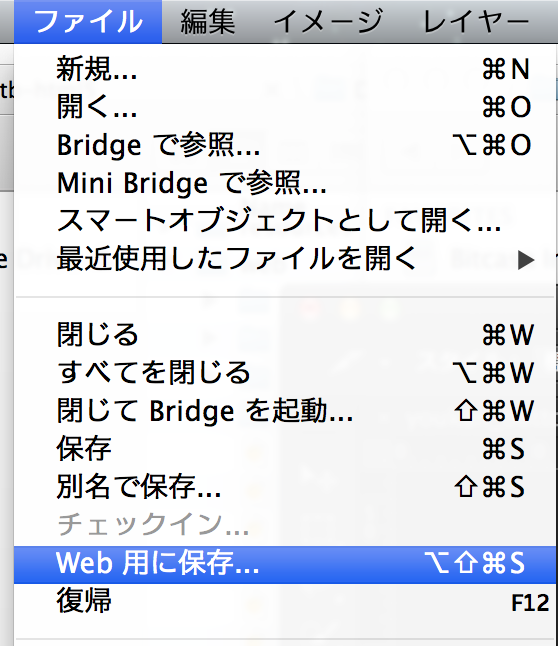 ファイル 編集 イメージ レイヤー
新規... ⌘N
開く... ⌘O
Bridge で参照... ⌥⌘O
Mini Bridge で参照...
スマートオブジェクトとして開く...
最近使用したファイルを開く ▶
閉じる ⌘W
すべてを閉じる ⌥⌘W
閉じて Bridge を起動... ⇧⌘W
保存 ⌘S
別名で保存... ⇧⌘S
チェックイン...
Web 用に保存... ⌥⇧⌘S
復帰 F12